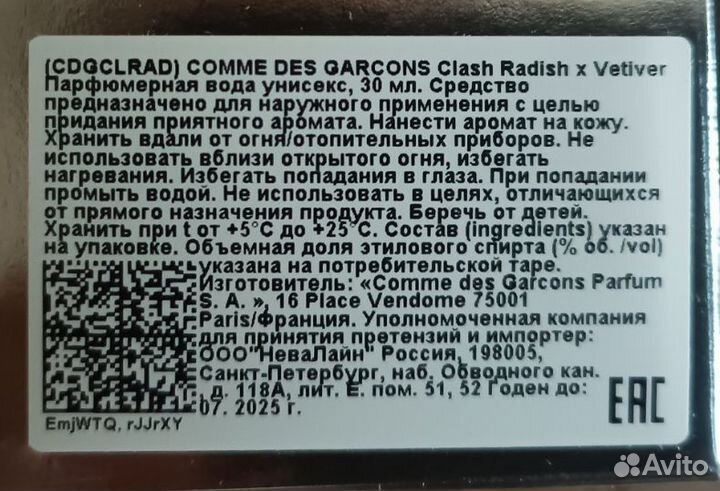 (CDGCLRAD) COMME DES GARCONS Clash Radish x Vetiver
Парфюмерная вода унисекс, 30 мл. Средство
предназначено для наружного применения с целью
придания приятного аромата. Нанести аромат на кожу.
Хранить вдали от огня/отопительных приборов. Не
использовать вблизи открытого огня, избегать
нагревания. Избегать попадания в глаза. При попадании
промыть водой. Не использовать в целях, отличающихся
от прямого назначения продукта. Беречь от детей.
Хранить при t от +5°C до +25°C. Состав (ingredients) указан
на упаковке. Объемная доля этилового спирта (% об. /vol)
указана на потребительской таре.
Изготовитель: «Comme des Garcons Parfum
S. A. », 16 Place Vendome 75001
Paris/Франция. Уполномоченная компания
для принятия претензий и импортер:
ООО"НеваЛайн" Россия, 198005,
Санкт-Петербург, наб. Обводного кан.
, д. 118А, лит. Е. пом. 51, 52 Годен до:
07. 2025 г.
EmjWTQ, rJJrXY
EAC
Avito